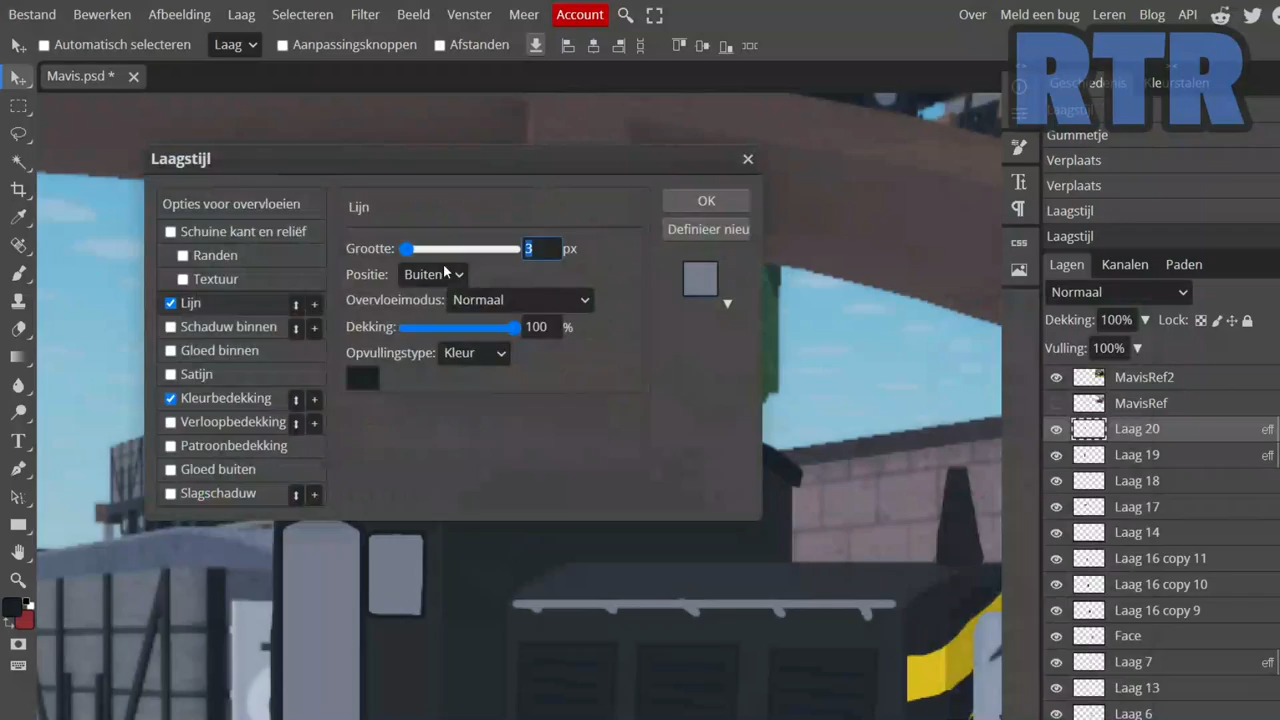 Bestand Bewerken Afbeelding Laag Selecteren Filter Beeld Venster Meer Account Over Meld een bug Leren Blog API
Automatisch selecteren Laag Aanpassingsknoppen Afstanden
RTR
Mavis.psd *
Geschiedenis Kleurstalen
Laagstijl
Gummetje
Verplaats
Verplaats
Laagstijl
Laagstijl
Laagstijl
Opties voor overvloeien
Schuine kant en reliëf
Randen
Textuur
Lijn
Schaduw binnen
Gloed binnen
Satijn
Kleurbedekking
Verloopbedekking
Patroonbedekking
Gloed buiten
Slagschaduw
Lijn
Grootte: 3 px
Positie: Buiten
Overvloeimodus: Normaal
Dekking: 100 %
Opvullingstype: Kleur
OK
Definieer nieu
CSS
Lagen Kanalen Paden
Normaal
Dekking: 100% Lock:
Vulling: 100%
MavisRef2
MavisRef
Laag 20 eff
Laag 19 eff
Laag 18
Laag 17
Laag 14
Laag 16 copy 11
Laag 16 copy 10
Laag 16 copy 9
Face
Laag 7 eff
Laag 13
Laag 6